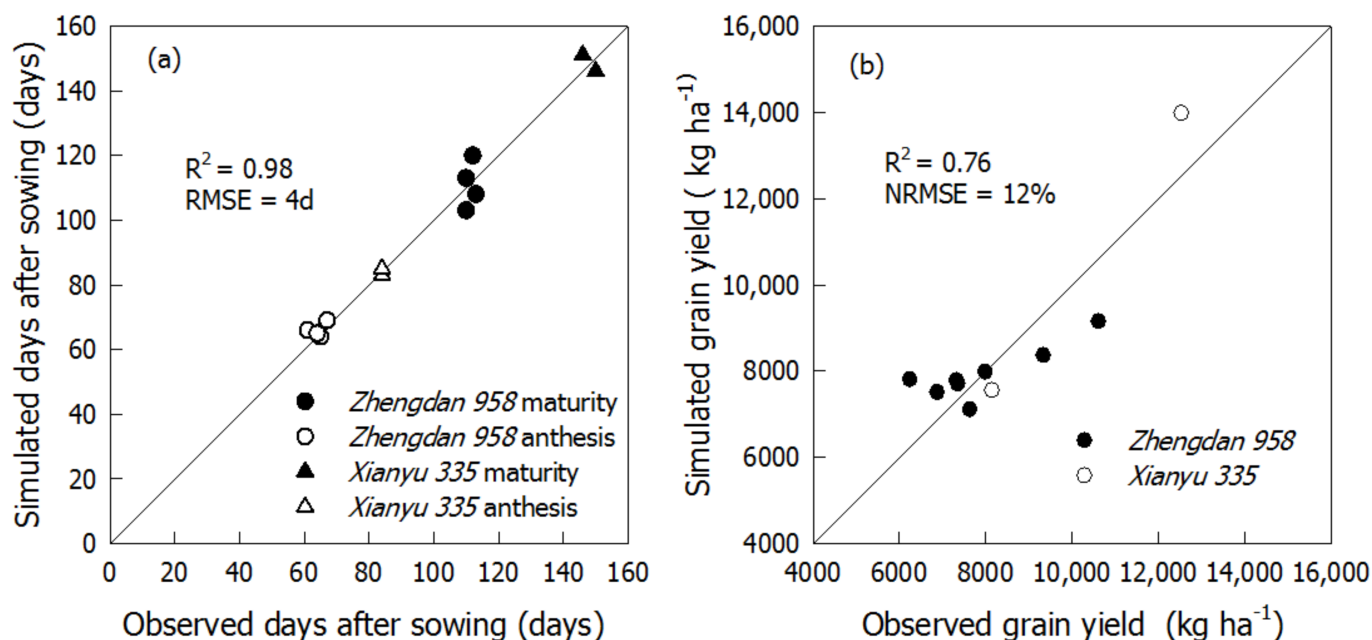 (a)
R² = 0.98
RMSE = 4d
Zhengdan 958 maturity
Zhengdan 958 anthesis
Xianyu 335 maturity
Xianyu 335 anthesis
Simulated days after sowing (days)
160
140
120
100
80
60
40
20
0
0 20 40 60 80 100 120 140 160
Observed days after sowing (days)
(b)
R² = 0.76
NRMSE = 12%
Zhengdan 958
Xianyu 335
Simulated grain yield ( kg ha⁻¹)
16,000
14,000
12,000
10,000
8000
6000
4000
4000 6000 8000 10,000 12,000 14,000 16,000
Observed grain yield (kg ha⁻¹)